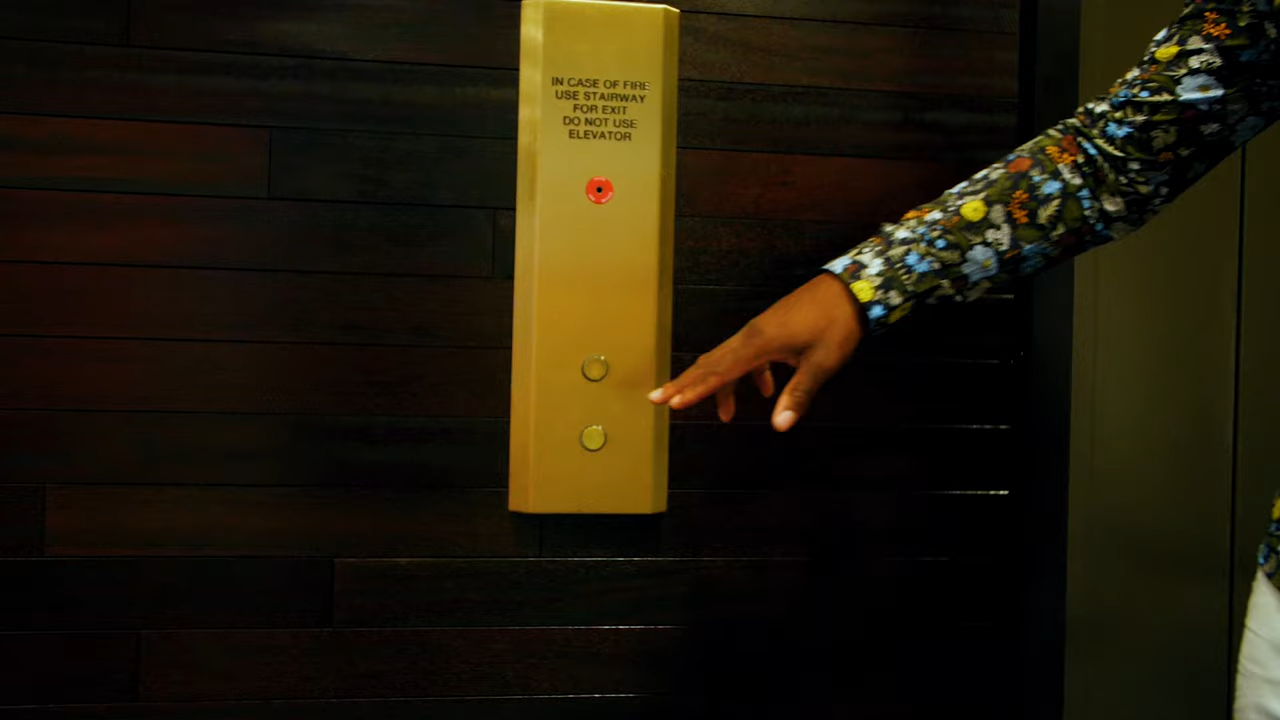 IN CASE OF FIRE
USE STAIRWAY
FOR EXIT
DO NOT USE
ELEVATOR